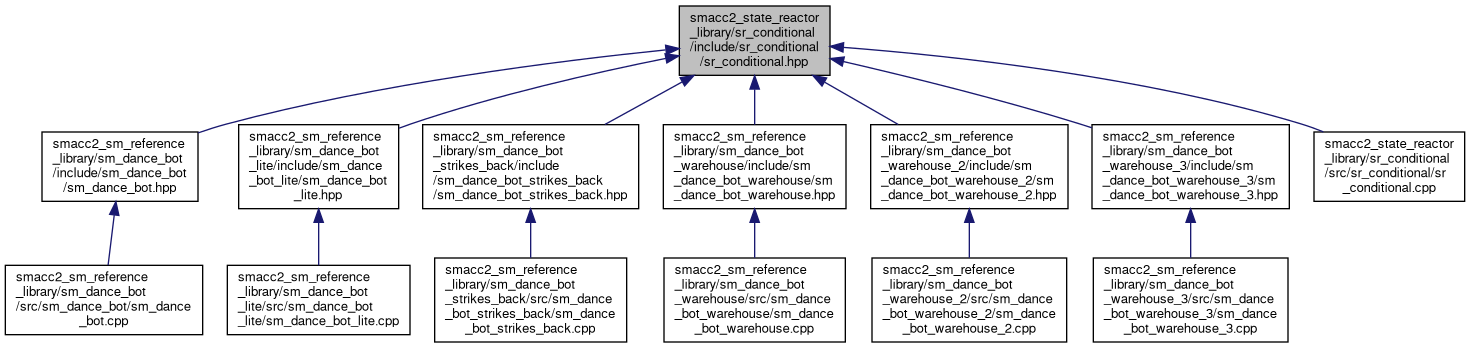 smacc2_state_reactor
_library/sr_conditional
/include/sr_conditional
/sr_conditional.hpp
smacc2_sm_reference
_library/sm_dance_bot
/include/sm_dance_bot
/sm_dance_bot.hpp
smacc2_sm_reference
_library/sm_dance_bot
_lite/include/sm_dance
_bot_lite/sm_dance_bot
_lite.hpp
smacc2_sm_reference
_library/sm_dance_bot
_strikes_back/include
/sm_dance_bot_strikes_back
/sm_dance_bot_strikes_back.hpp
smacc2_sm_reference
_library/sm_dance_bot
_warehouse/include/sm
_dance_bot_warehouse/sm
_dance_bot_warehouse.hpp
smacc2_sm_reference
_library/sm_dance_bot
_warehouse_2/include/sm
_dance_bot_warehouse_2/sm
_dance_bot_warehouse_2.hpp
smacc2_sm_reference
_library/sm_dance_bot
_warehouse_3/include/sm
_dance_bot_warehouse_3/sm
_dance_bot_warehouse_3.hpp
smacc2_state_reactor
_library/sr_conditional
/src/sr_conditional/sr
_conditional.cpp
smacc2_sm_reference
_library/sm_dance_bot
/src/sm_dance_bot/sm_dance
_bot.cpp
smacc2_sm_reference
_library/sm_dance_bot
_lite/src/sm_dance_bot
_lite/sm_dance_bot_lite.cpp
smacc2_sm_reference
_library/sm_dance_bot
_strikes_back/src/sm_dance
_bot_strikes_back/sm_dance
_bot_strikes_back.cpp
smacc2_sm_reference
_library/sm_dance_bot
_warehouse/src/sm_dance
_bot_warehouse/sm_dance
_bot_warehouse.cpp
smacc2_sm_reference
_library/sm_dance_bot
_warehouse_2/src/sm_dance
_bot_warehouse_2/sm_dance
_bot_warehouse_2.cpp
smacc2_sm_reference
_library/sm_dance_bot
_warehouse_3/src/sm_dance
_bot_warehouse_3/sm_dance
_bot_warehouse_3.cpp